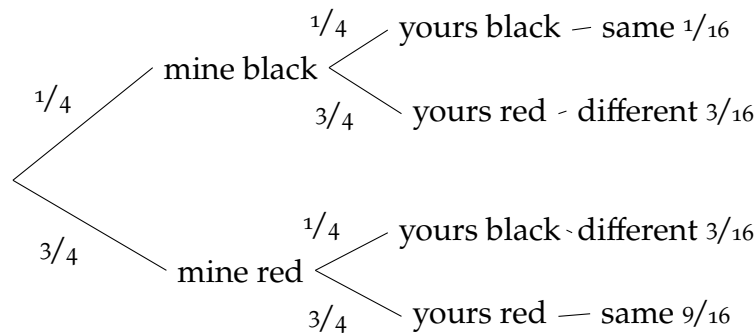 1/4 yours black – same 1/16
mine black
1/4 3/4 yours red - different 3/16
1/4 yours black - different 3/16
3/4 mine red
3/4 yours red — same 9/16